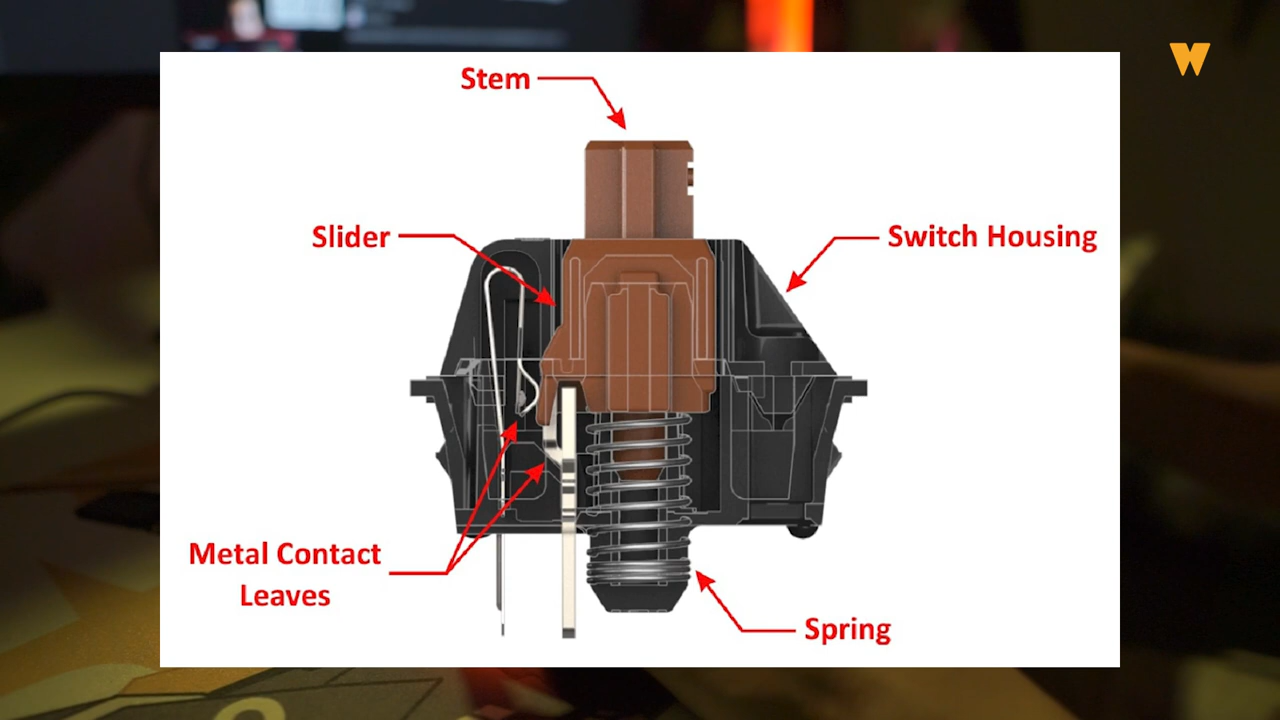 Stem
Slider
Switch Housing
Metal Contact
Leaves
Spring